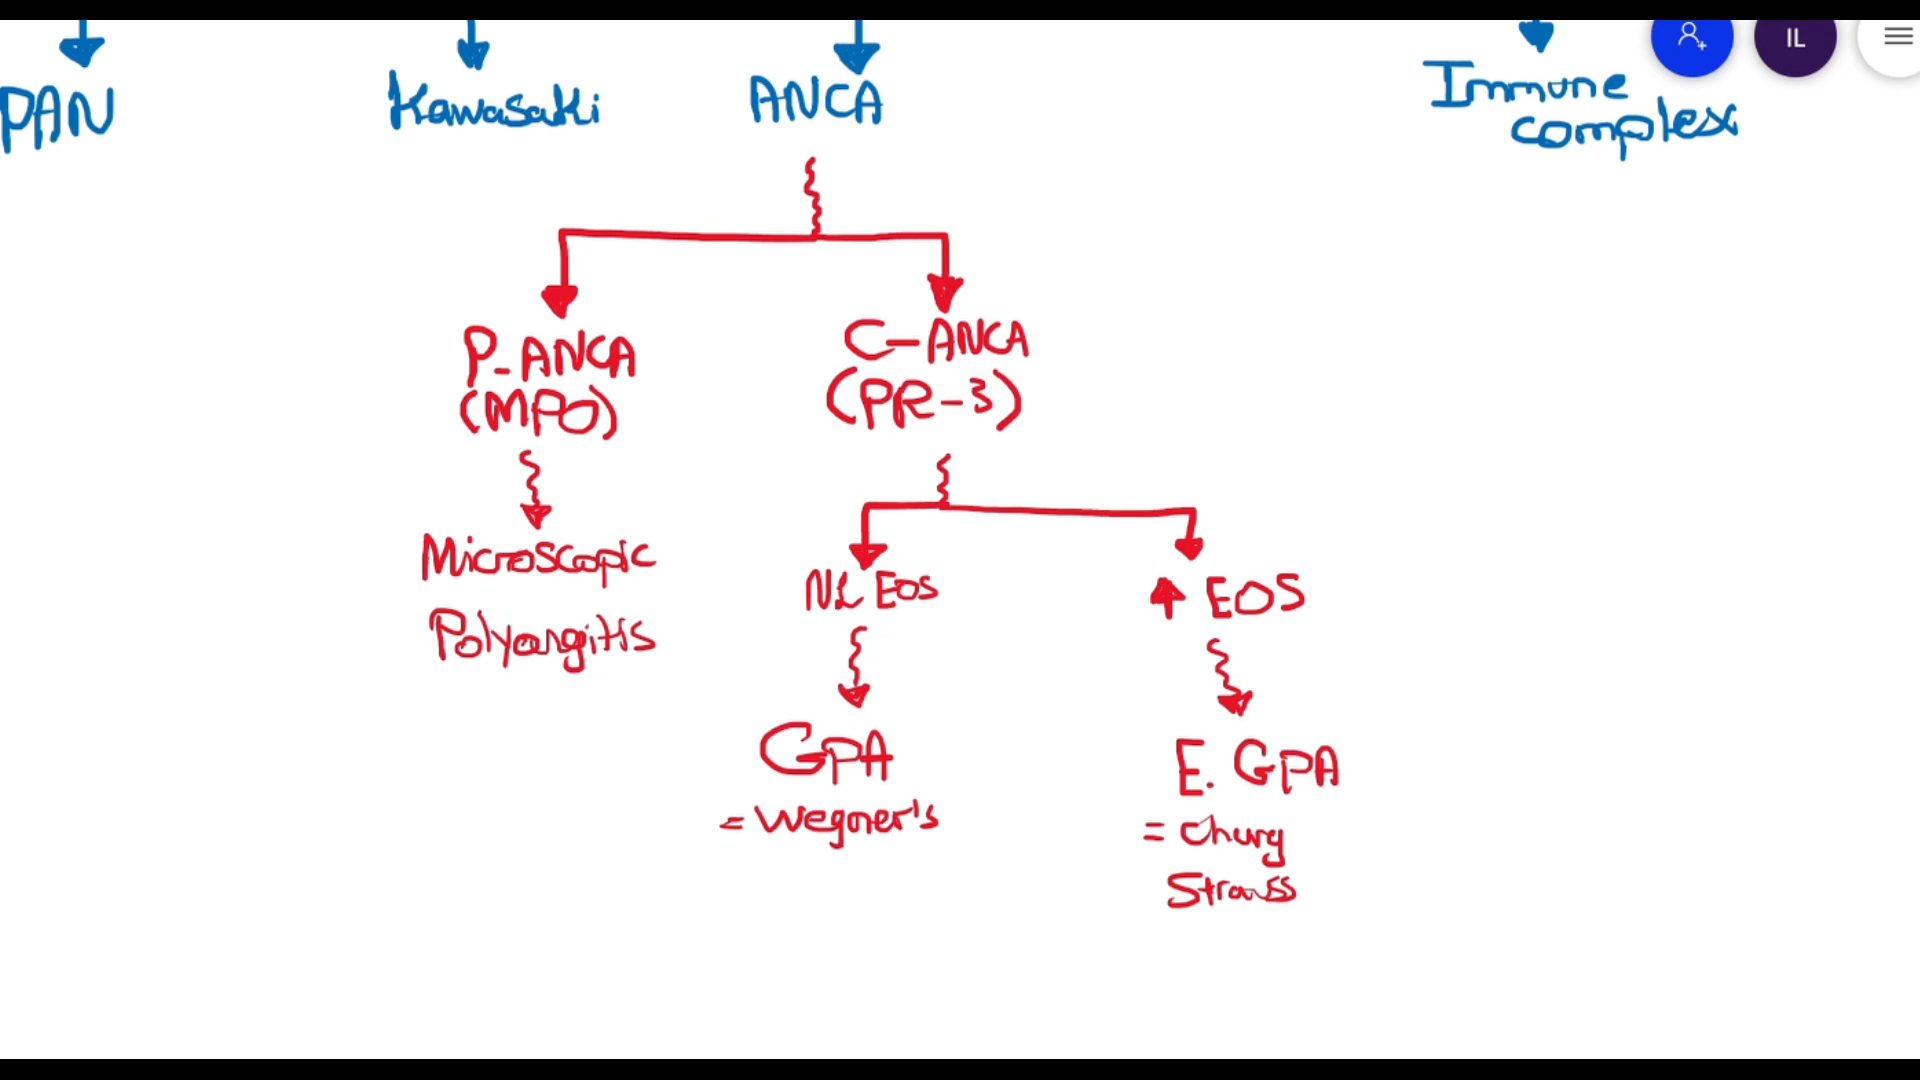 PAN
Kawasaki
ANCA
Immune
complex
IL
P-ANCA
(MPO)
C-ANCA
(PR-3)
Microscopic
Polyangitis
NL EOS
↑ EOS
GPA
= Wegner's
E. GPA
= Churg
Strauss